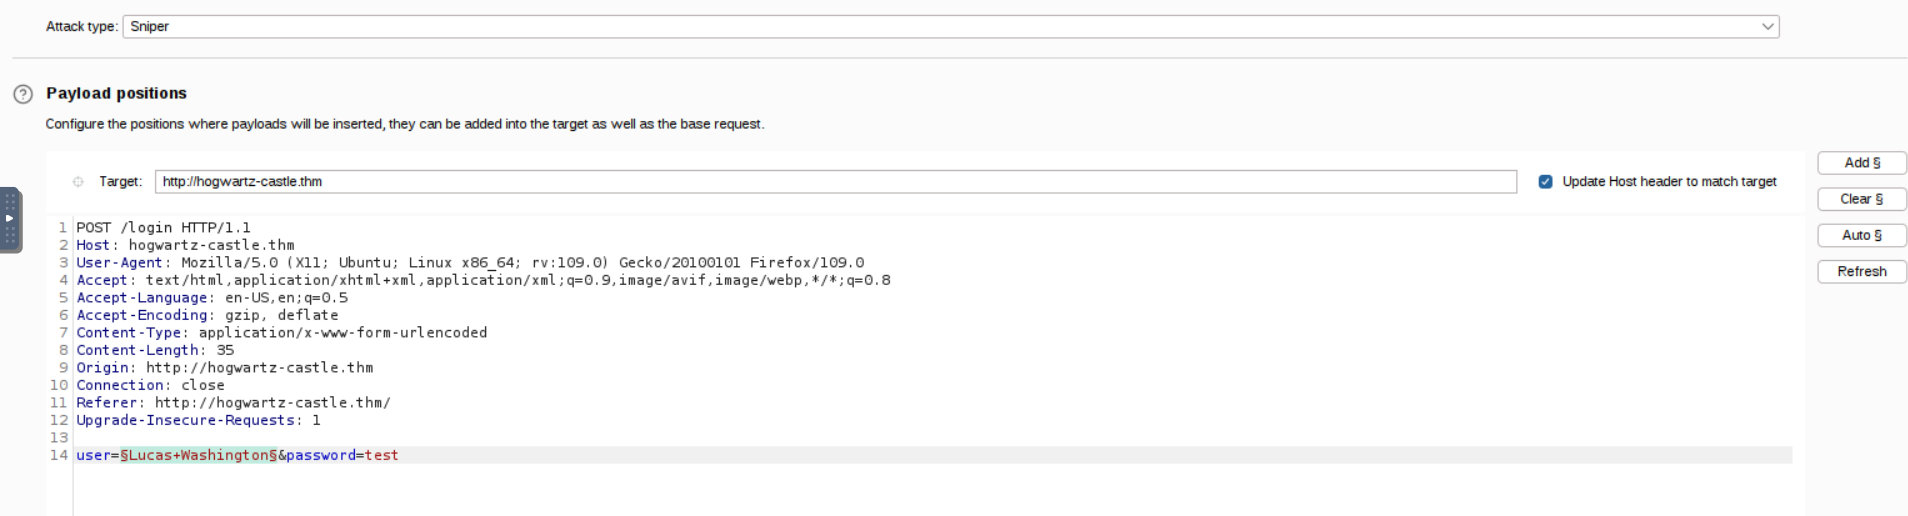 Attack type: Sniper
Payload positions
Configure the positions where payloads will be inserted, they can be added into the target as well as the base request.
Target: http://hogwartz-castle.thm Update Host header to match target
Add §
Clear §
Auto §
Refresh
1 POST /login HTTP/1.1
2 Host: hogwartz-castle.thm
3 User-Agent: Mozilla/5.0 (X11; Ubuntu; Linux x86_64; rv:109.0) Gecko/20100101 Firefox/109.0
4 Accept: text/html,application/xhtml+xml,application/xml;q=0.9,image/avif,image/webp,*/*;q=0.8
5 Accept-Language: en-US,en;q=0.5
6 Accept-Encoding: gzip, deflate
7 Content-Type: application/x-www-form-urlencoded
8 Content-Length: 35
9 Origin: http://hogwartz-castle.thm
10 Connection: close
11 Referer: http://hogwartz-castle.thm/
12 Upgrade-Insecure-Requests: 1
13
14 user=§Lucas+Washington§&password=test